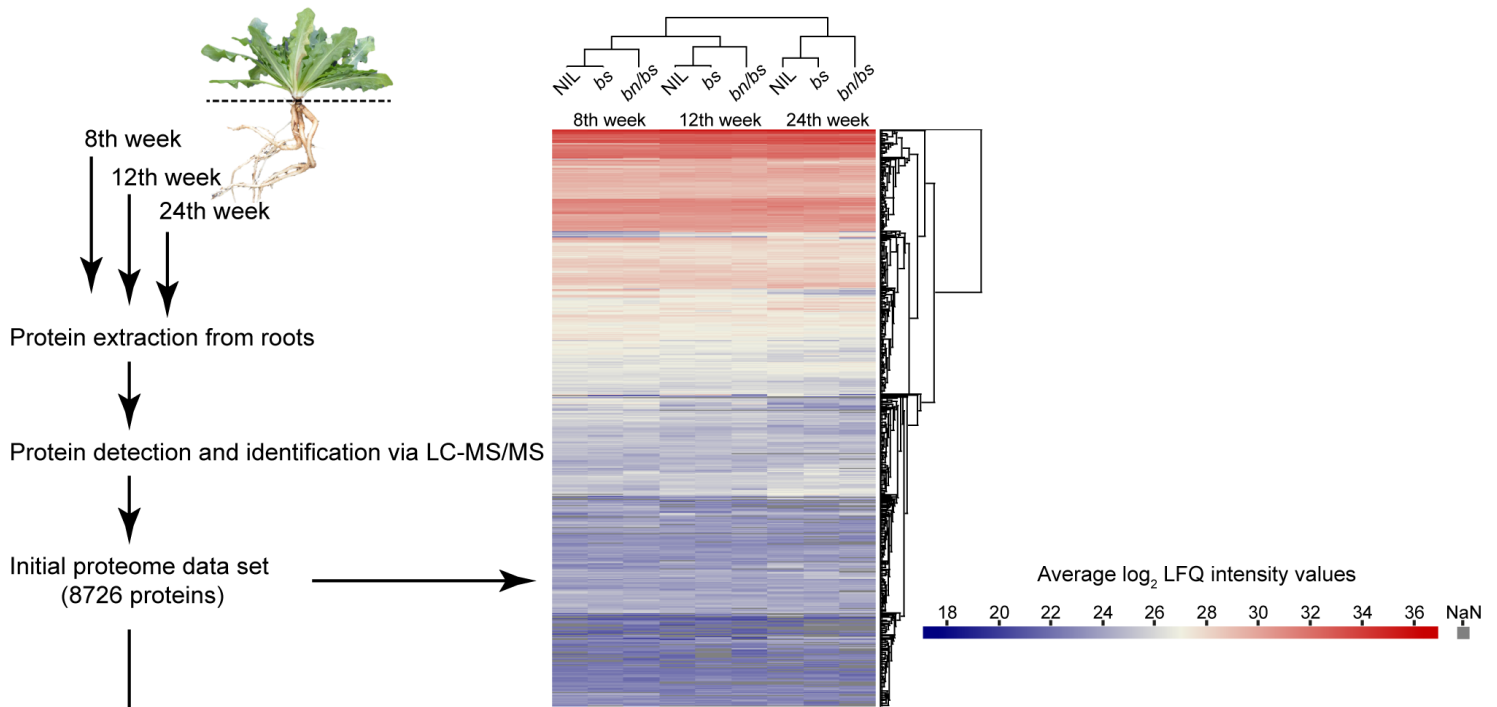 8th week
12th week
24th week
Protein extraction from roots
Protein detection and identification via LC-MS/MS
Initial proteome data set
(8726 proteins)
NIL bs bn/bs NIL bs bn/bs NIL bs bn/bs
8th week 12th week 24th week
Average log₂ LFQ intensity values
18 20 22 24 26 28 30 32 34 36 NaN